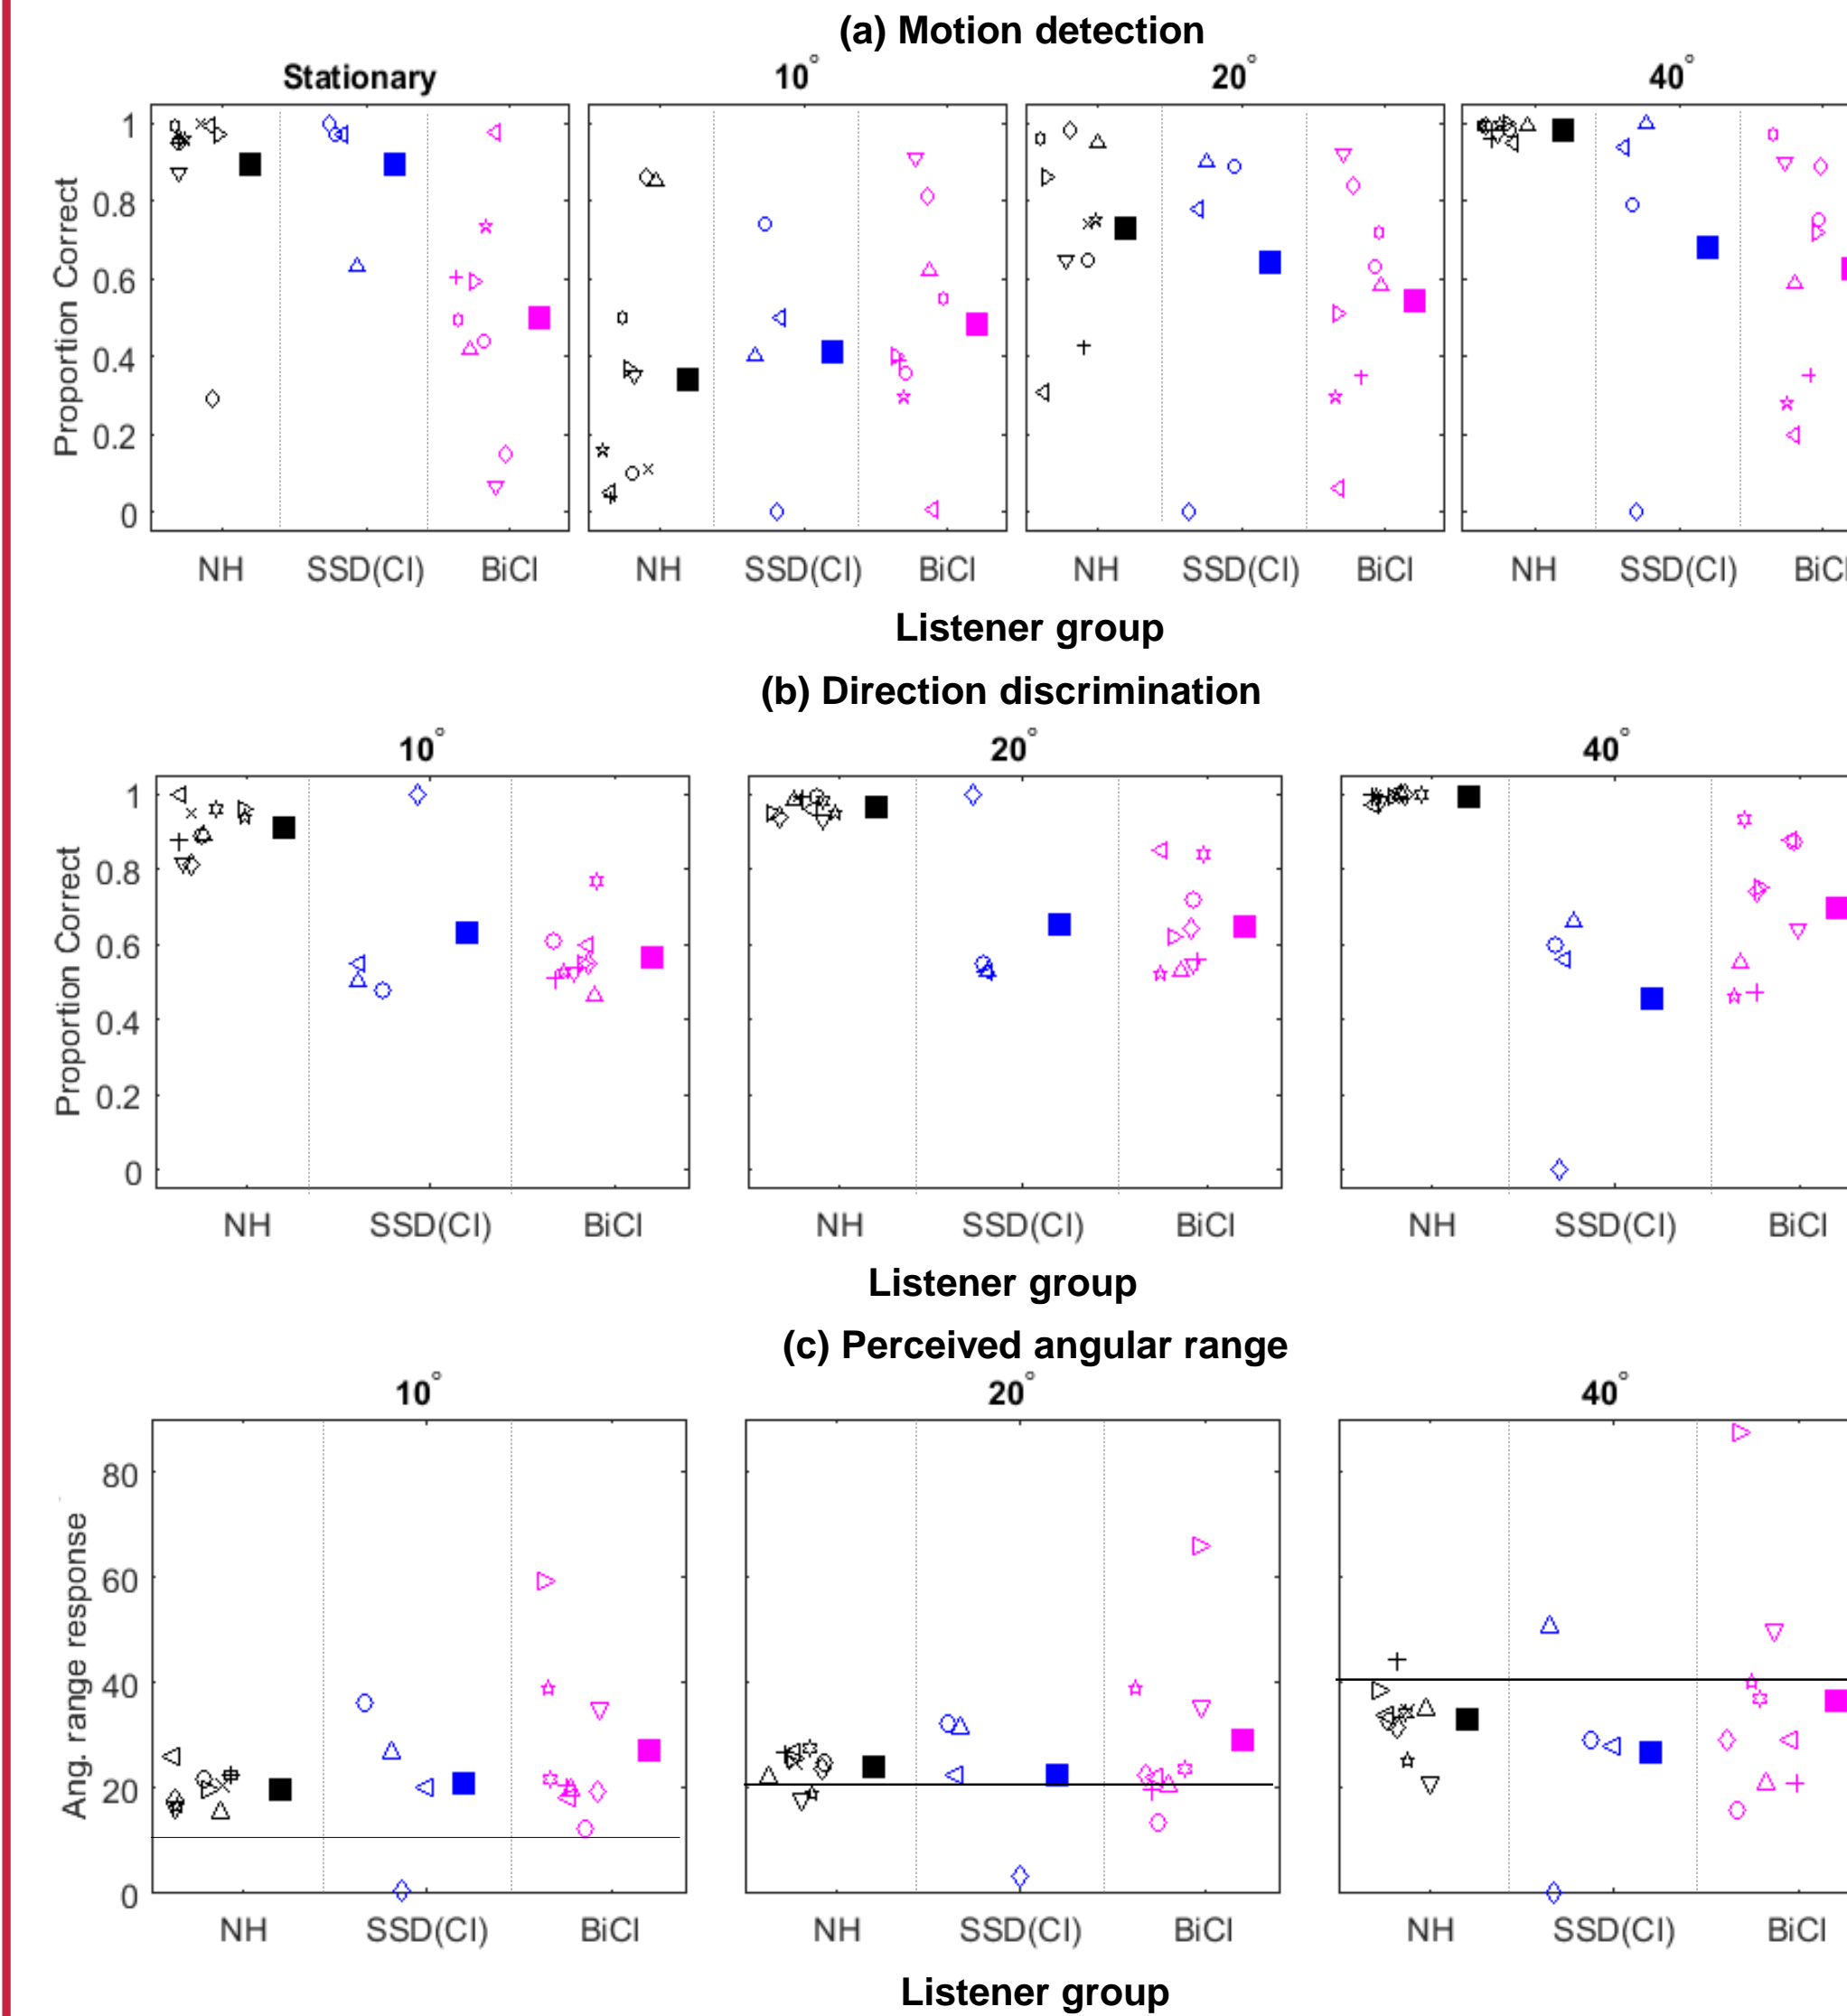 (a) Motion detection
Stationary 10° 20° 40°
Proportion Correct
1
0.8
0.6
0.4
0.2
0
NH SSD(CI) BiCI NH SSD(CI) BiCI NH SSD(CI) BiCI NH SSD(CI) BiCI
Listener group
(b) Direction discrimination
10° 20° 40°
Proportion Correct
1
0.8
0.6
0.4
0.2
0
NH SSD(CI) BiCI NH SSD(CI) BiCI NH SSD(CI) BiCI
Listener group
(c) Perceived angular range
10° 20° 40°
Ang. range response
80
60
40
20
0
NH SSD(CI) BiCI NH SSD(CI) BiCI NH SSD(CI) BiCI
Listener group